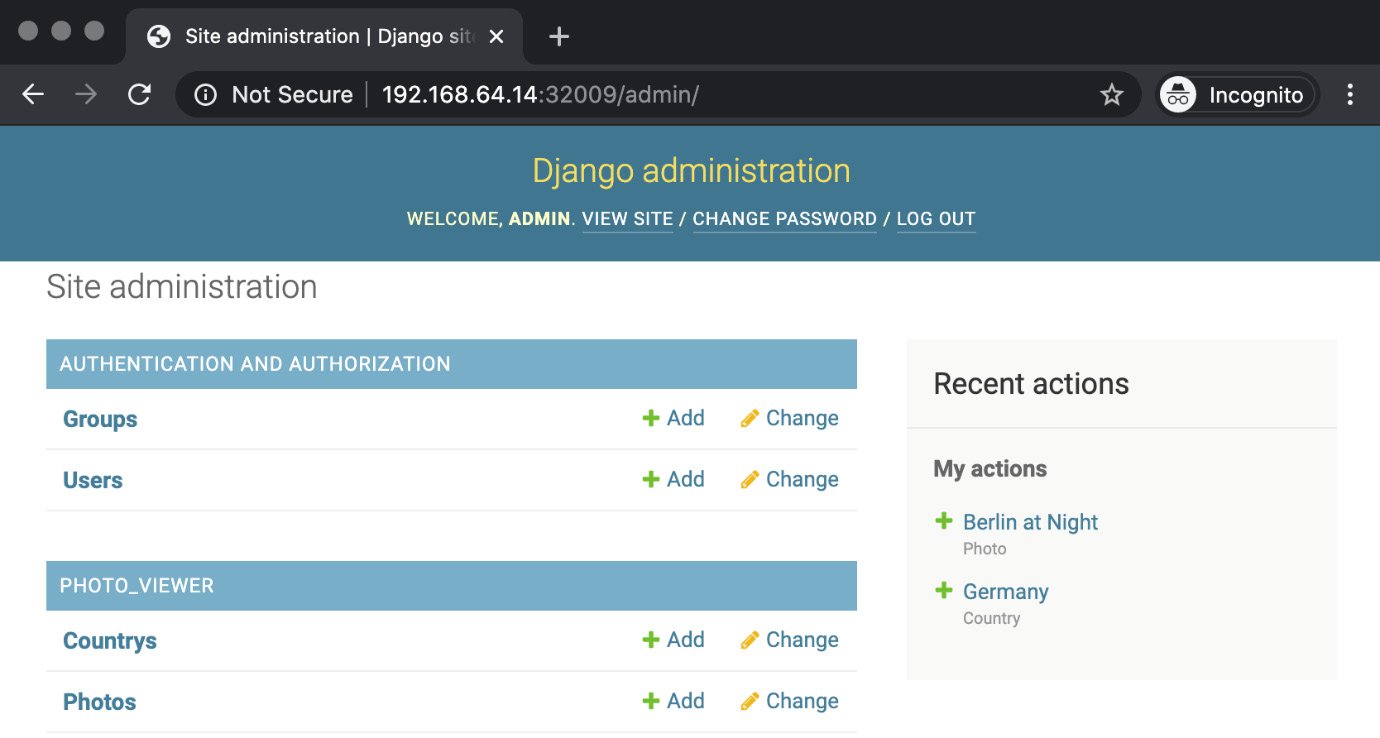 Site administration | Django sit
Not Secure | 192.168.64.14:32009/admin/
Incognito
Django administration
WELCOME, ADMIN. VIEW SITE / CHANGE PASSWORD / LOG OUT
Site administration
AUTHENTICATION AND AUTHORIZATION
Groups Add Change
Users Add Change
PHOTO_VIEWER
Countrys Add Change
Photos Add Change
Recent actions
My actions
Berlin at Night
Photo
Germany
Country